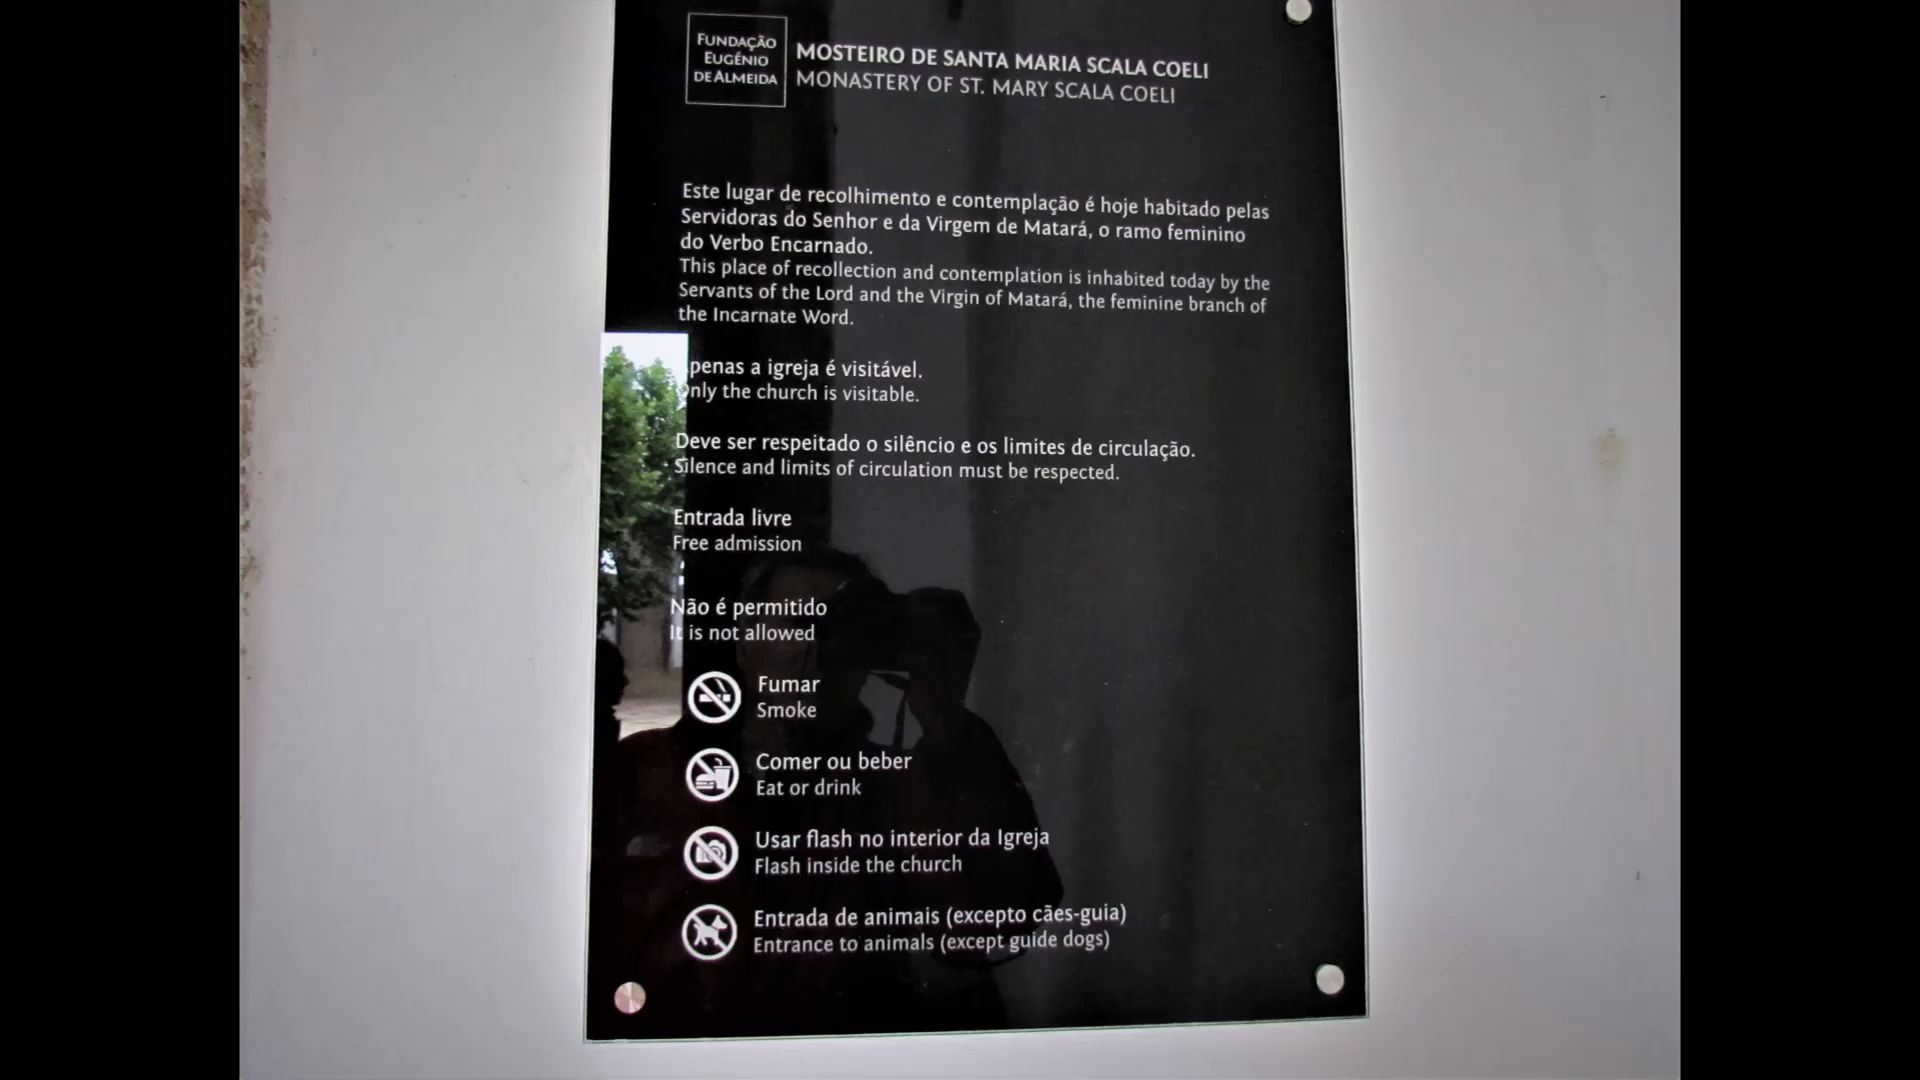 FUNDAÇÃO
EUGÉNIO
DE ALMEIDA
MOSTEIRO DE SANTA MARIA SCALA COELI
MONASTERY OF ST. MARY SCALA COELI
Este lugar de recolhimento e contemplação é hoje habitado pelas
Servidoras do Senhor e da Virgem de Matará, o ramo feminino
do Verbo Encarnado.
This place of recollection and contemplation is inhabited today by the
Servants of the Lord and the Virgin of Matará, the feminine branch of
the Incarnate Word.
penas a igreja é visitável.
Only the church is visitable.
Deve ser respeitado o silêncio e os limites de circulação.
Silence and limits of circulation must be respected.
Entrada livre
Free admission
Não é permitido
It is not allowed
Fumar
Smoke
Comer ou beber
Eat or drink
Usar flash no interior da Igreja
Flash inside the church
Entrada de animais (excepto cães-guia)
Entrance to animals (except guide dogs)